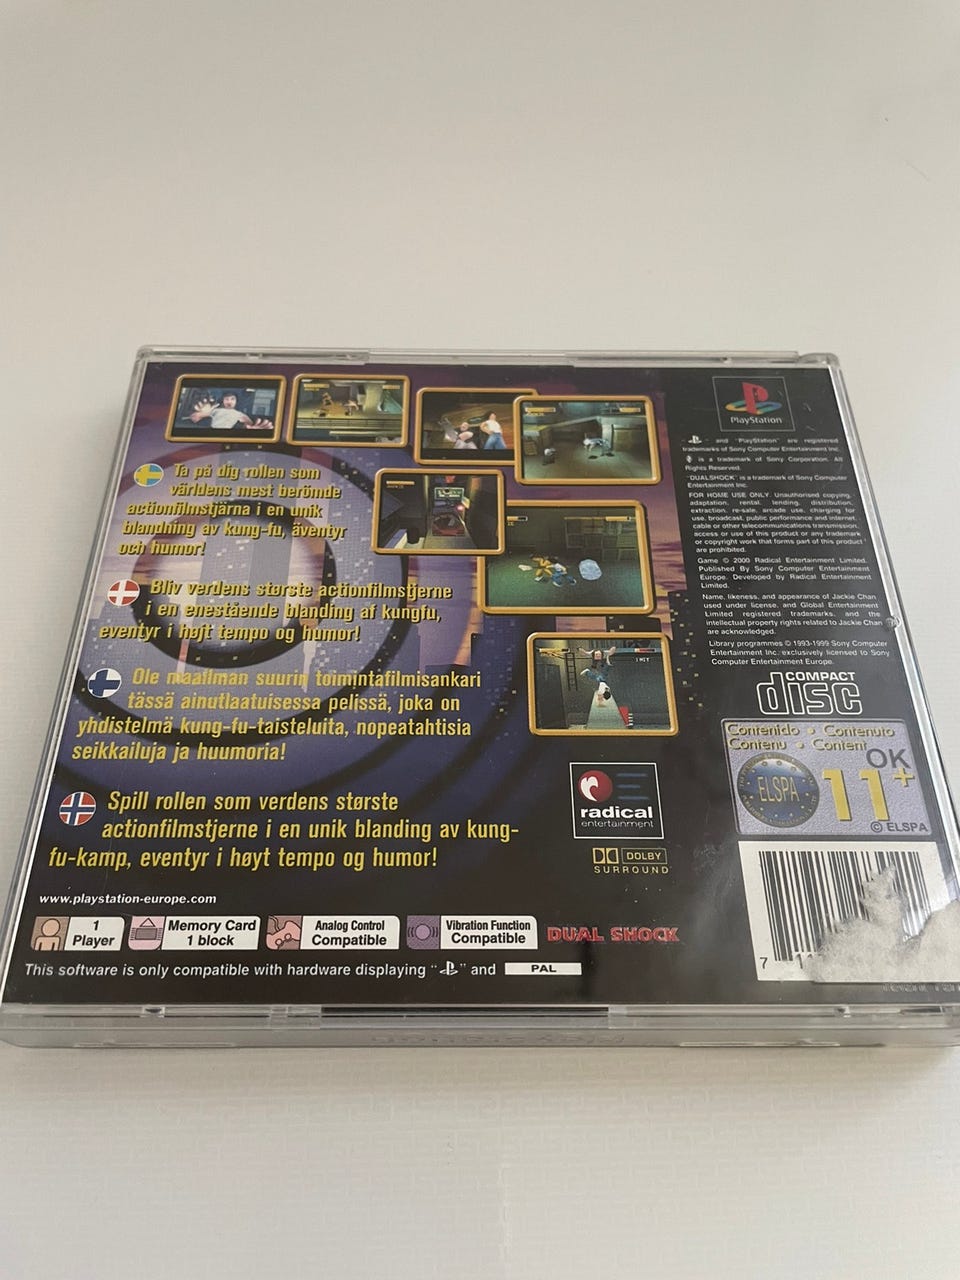 Ta på dig rollen som
världens mest berömde
actionfilmstjärna i en unik
blandning av kung-fu, äventyr
och humor!
Bliv verdens største actionfilmstjerne
i en enestående blanding af kungfu,
eventyr i højt tempo og humor!
Ole maailman suurin toimintafilmisankari
tässä ainutlaatuisessa pelissä, joka on
yhdistelmä kung-fu-taisteluita, nopeatahtisia
seikkailuja ja huumoria!
Spill rollen som verdens største
actionfilmstjerne i en unik blanding av kung-
fu-kamp, eventyr i høyt tempo og humor!
www.playstation-europe.com
1
Player
Memory Card
1 block
Analog Control
Compatible
Vibration Function
Compatible
DUAL SHOCK
This software is only compatible with hardware displaying " " and PAL
radical
entertainment
DOLBY
SURROUND
PlayStation
" " and "PlayStation" are registered
trademarks of Sony Computer Entertainment Inc.
" " is a trademark of Sony Corporation. All
Rights Reserved.
"DUALSHOCK" is a trademark of Sony Computer
Entertainment Inc.
FOR HOME USE ONLY. Unauthorised copying,
adaptation, rental, lending, distribution,
extraction, re-sale, arcade use, charging for
use, broadcast, public performance and internet,
cable or other telecommunications transmission,
access or use of this product or any trademark
or copyright work that forms part of this product
are prohibited.
Game © 2000 Radical Entertainment Limited.
Published By Sony Computer Entertainment
Europe. Developed by Radical Entertainment
Limited.
Name, likeness, and appearance of Jackie Chan
used under license, and Global Entertainment
Limited registered trademarks, and the
intellectual property rights related to Jackie Chan
are acknowledged.
Library programmes © 1993-1999 Sony Computer
Entertainment Inc. exclusively licensed to Sony
Computer Entertainment Europe.
COMPACT
disc
Contenido • Contenuto
Contenu • Content
OK
ELSPA
11+
© ELSPA
7